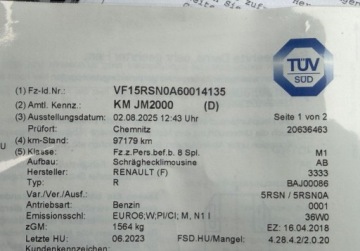 TÜV
SÜD
(1) Fz-Id.Nr.: VF15RSN0A60014135
(2) Amtl. Kennz.: KM JM2000 (D)
(3) Ausstellungsdatum: 02.08.2025 12:43 Uhr Seite 1 von 2
Prüfort: Chemnitz 20636463
(4) km-Stand: 97179 km
(5) Klasse: Fz.z.Pers.bef.b. 8 Spl. M1
Aufbau: Schräghecklimousine AB
Hersteller: RENAULT (F) 3333
Typ: R BAJ00086
Var./Ver./Ausf.: 5RSN / 5RSN0A
Antriebsart: Benzin 0001
Emissionsschl.: EURO6;W;PI/CI; M, N1 I 36W0
zGM: 1564 kg EZ: 16.04.2018
Letzte HU: 06.2023 FSD.HU/Mangel: 4.28.4/2/0/0.ch
Kundenkennzeichen: